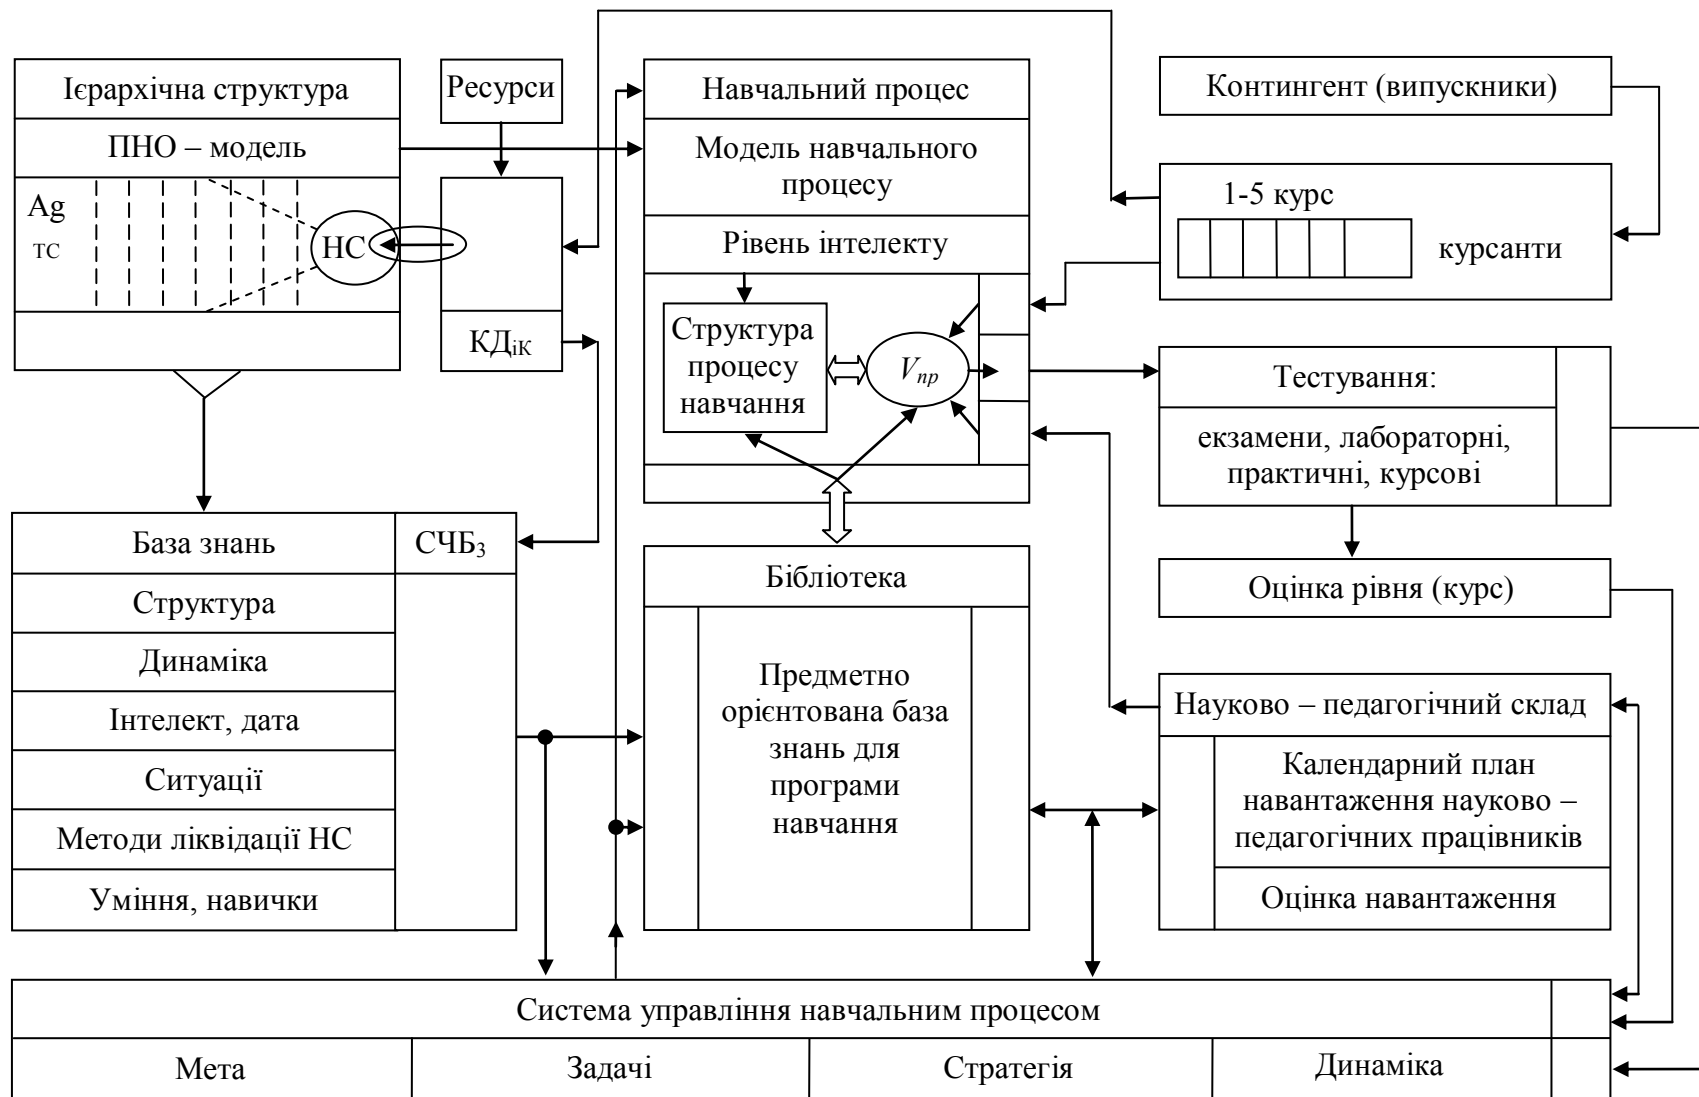 Ієрархічна структура
ПНО – модель
Ag
ТС
НС
Ресурси
КДіК
Навчальний процес
Модель навчального
процесу
Рівень інтелекту
Структура
процесу
навчання
Vпр
Контингент (випускники)
1-5 курс
курсанти
Тестування:
екзамени, лабораторні,
практичні, курсові
Оцінка рівня (курс)
База знань
СЧБ3
Структура
Динаміка
Інтелект, дата
Ситуації
Методи ліквідації НС
Уміння, навички
Бібліотека
Предметно
орієнтована база
знань для
програми
навчання
Науково – педагогічний склад
Календарний план
навантаження науково –
педагогічних працівників
Оцінка навантаження
Система управління навчальним процесом
Мета
Задачі
Стратегія
Динаміка